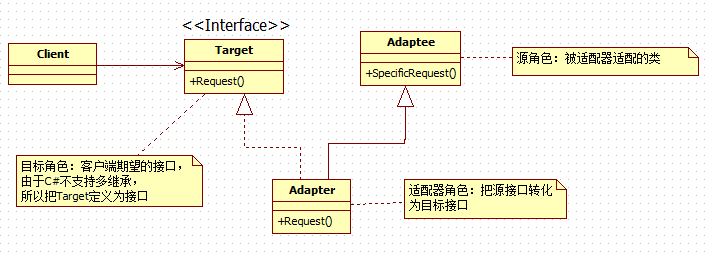 <<Interface>>
Client
Target
+Request()
Adaptee
+SpecificRequest()
源角色：被适配器适配的类
目标角色：客户端期望的接口，
由于C#不支持多继承，
所以把Target定义为接口
Adapter
+Request()
适配器角色：把源接口转化
为目标接口